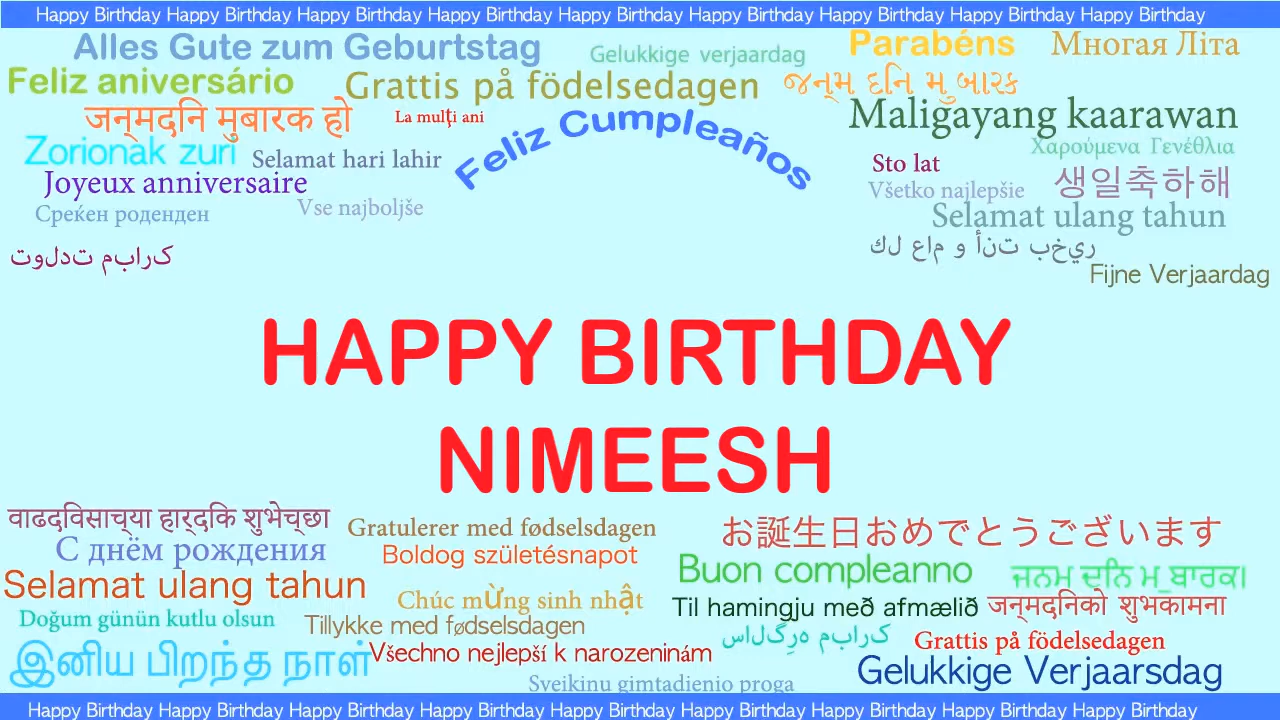 Happy Birthday Happy Birthday Happy Birthday Happy Birthday Happy Birthday Happy Birthday Happy Birthday Happy Birthday Happy Birthday
Alles Gute zum Geburtstag
Gelukkige verjaardag
Parabéns
Многая Літа
Feliz aniversário
Grattis på födelsedagen
જન્મ દનિ મુબારક
जन्मदनि मुबारक हो
La mulţi ani
Feliz Cumpleaños
Maligayang kaarawan
Zorionak zuri
Selamat hari lahir
Χαρούμενα Γενέθλια
Sto lat
Joyeux anniversaire
Všetko najlepšie
생일축하해
Среќен роденден
Vse najboljše
Selamat ulang tahun
تولدت مبارک
كل عام و أنت بخير
Fijne Verjaardag
HAPPY BIRTHDAY
NIMEESH
वाढदविसाच्या हार्दकि शुभेच्छा
Gratulerer med fødselsdagen
お誕生日おめでとうございます
С днём рождения
Boldog születésnapot
Buon compleanno
ਜਨਮ ਦਨਿ ਮੁਬਾਰਕ।
Selamat ulang tahun
Chúc mừng sinh nhật
Til hamingju með afmælið
जन्मदनिको शुभकामना
Doğum günün kutlu olsun
Tillykke med fødselsdagen
سالگرہ مبارک
Grattis på födelsedagen
இனிய பிறந்த நாள்
Všechno nejlepší k narozeninám
Gelukkige Verjaarsdag
Sveikinu gimtadienio proga
Happy Birthday Happy Birthday Happy Birthday Happy Birthday Happy Birthday Happy Birthday Happy Birthday Happy Birthday Happy Birthday